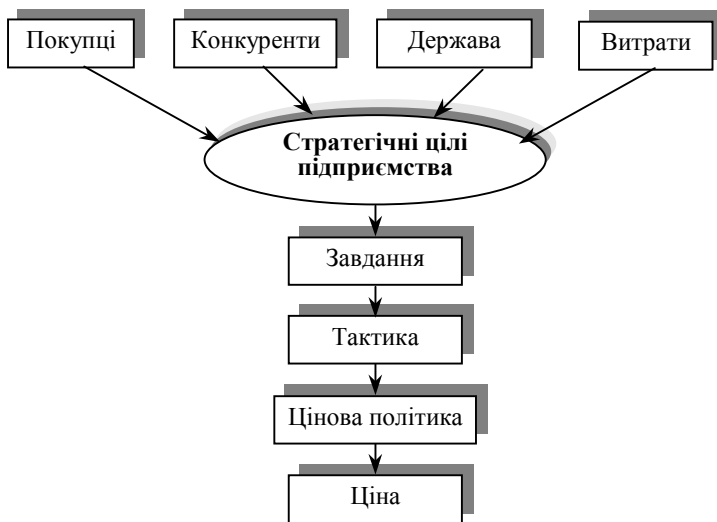 Покупці
Конкуренти
Держава
Витрати
Стратегічні цілі
підприємства
Завдання
Тактика
Цінова політика
Ціна